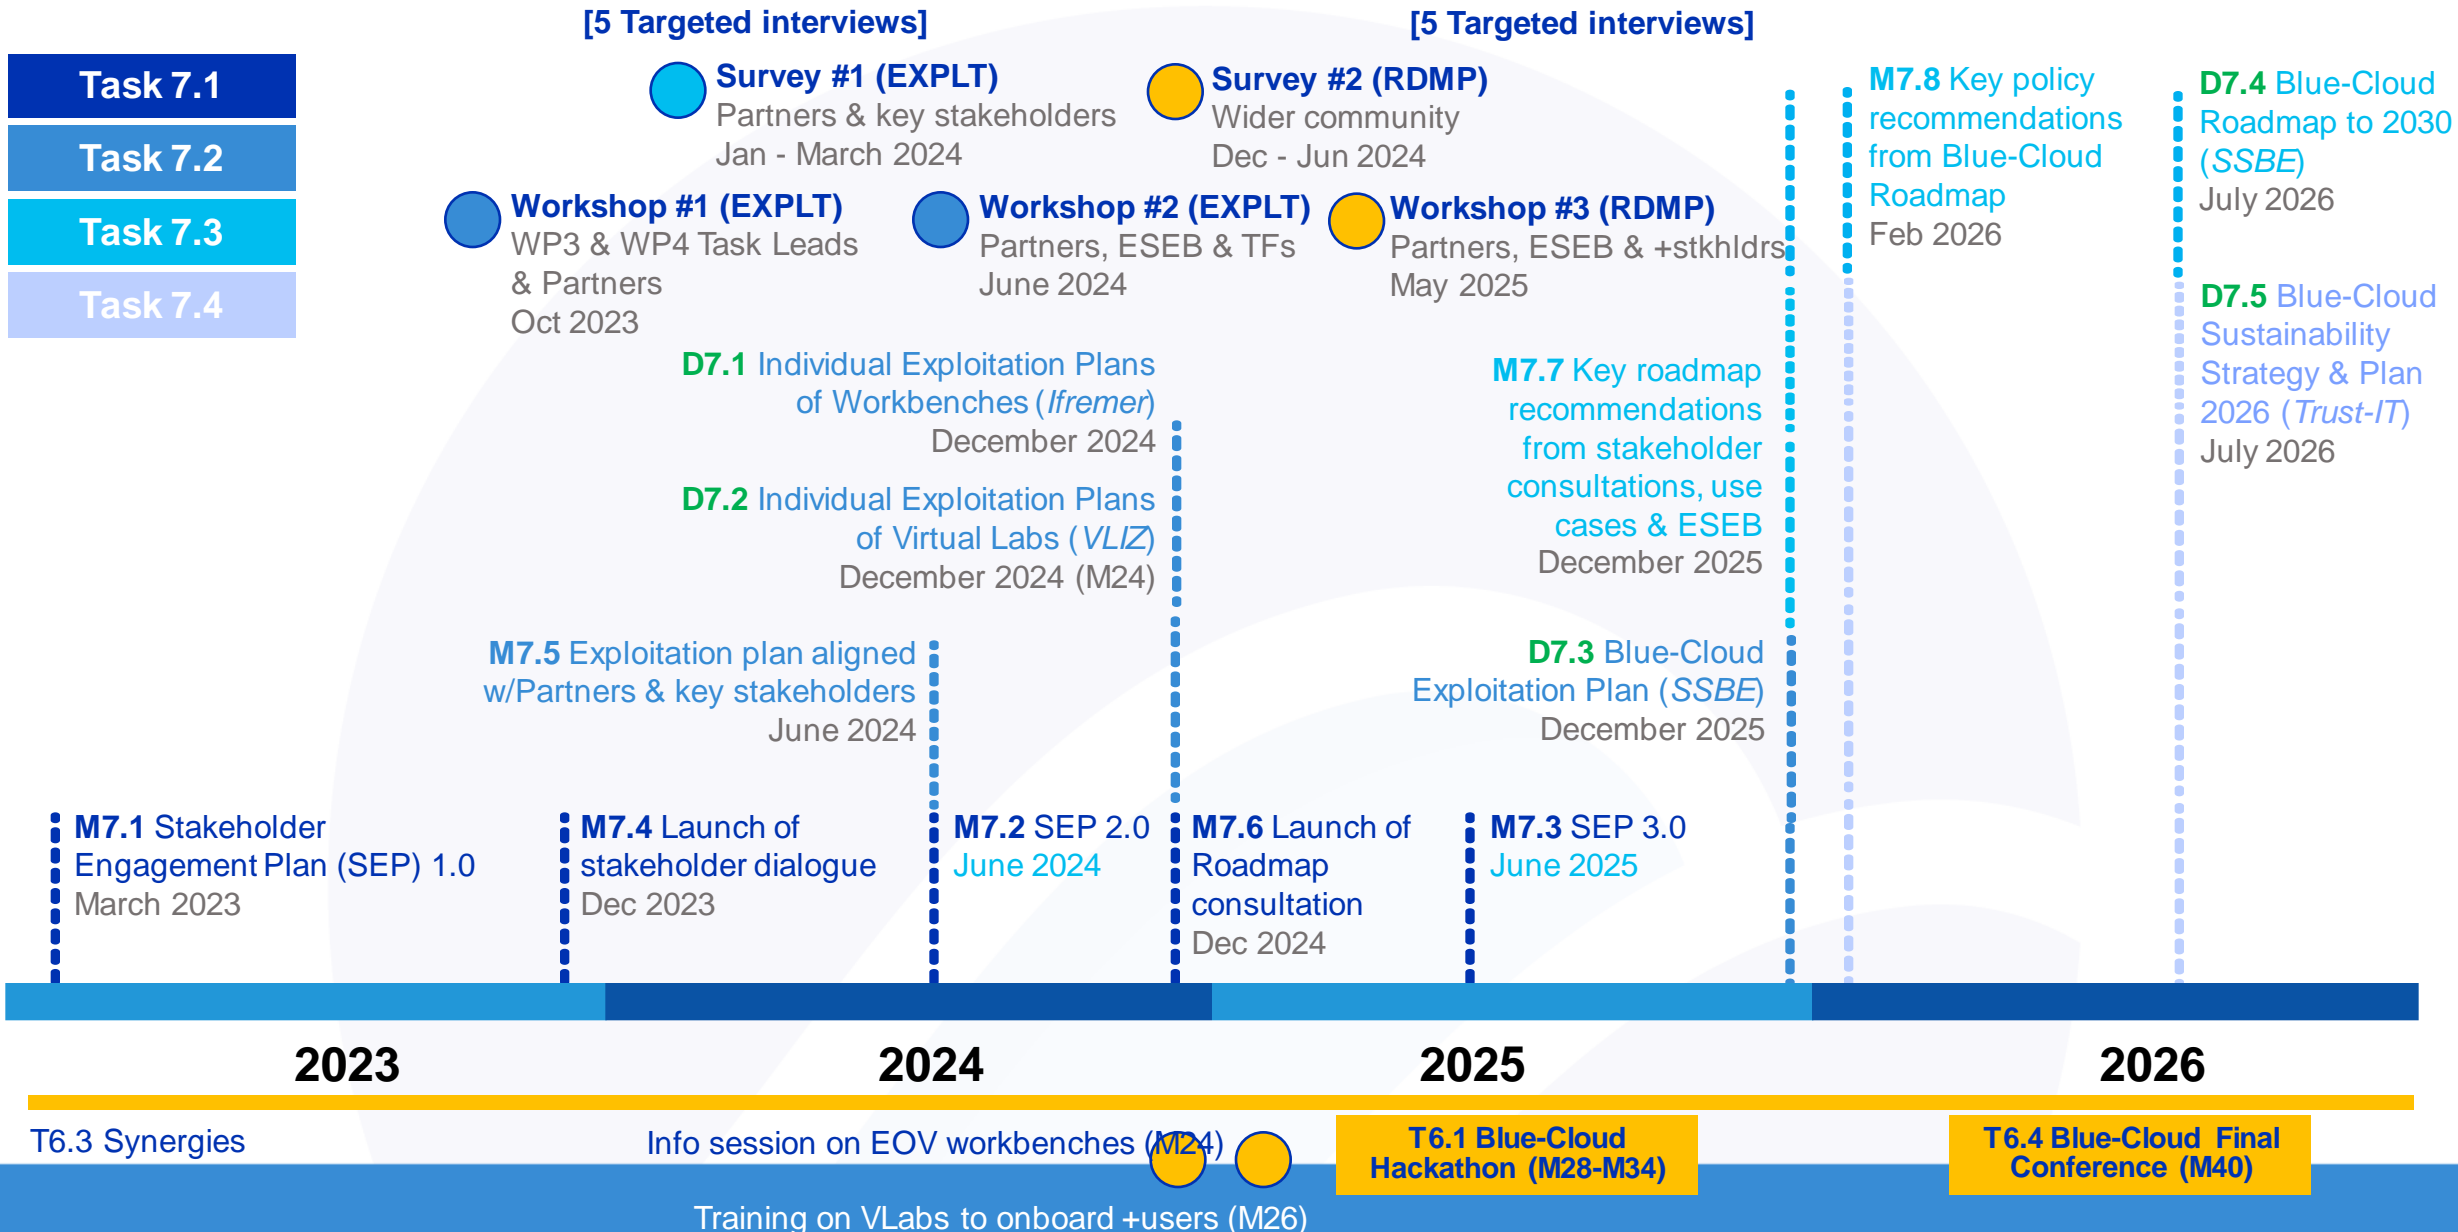 [5 Targeted interviews]
[5 Targeted interviews]
Task 7.1
Task 7.2
Task 7.3
Task 7.4
Survey #1 (EXPLT)
Partners & key stakeholders
Jan - March 2024
Survey #2 (RDMP)
Wider community
Dec - Jun 2024
Workshop #1 (EXPLT)
WP3 & WP4 Task Leads
& Partners
Oct 2023
Workshop #2 (EXPLT)
Partners, ESEB & TFs
June 2024
Workshop #3 (RDMP)
Partners, ESEB & +stkhldrs
May 2025
M7.8 Key policy
recommendations
from Blue-Cloud
Roadmap
Feb 2026
D7.4 Blue-Cloud
Roadmap to 2030
(SSBE)
July 2026
D7.5 Blue-Cloud
Sustainability
Strategy & Plan
2026 (Trust-IT)
July 2026
D7.1 Individual Exploitation Plans
of Workbenches (Ifremer)
December 2024
D7.2 Individual Exploitation Plans
of Virtual Labs (VLIZ)
December 2024 (M24)
M7.7 Key roadmap
recommendations
from stakeholder
consultations, use
cases & ESEB
December 2025
M7.5 Exploitation plan aligned
w/Partners & key stakeholders
June 2024
D7.3 Blue-Cloud
Exploitation Plan (SSBE)
December 2025
M7.1 Stakeholder
Engagement Plan (SEP) 1.0
March 2023
M7.4 Launch of
stakeholder dialogue
Dec 2023
M7.2 SEP 2.0
June 2024
M7.6 Launch of
Roadmap
consultation
Dec 2024
M7.3 SEP 3.0
June 2025
2023
2024
2025
2026
T6.3 Synergies
Info session on EOV workbenches (M24)
T6.1 Blue-Cloud
Hackathon (M28-M34)
T6.4 Blue-Cloud Final
Conference (M40)
Training on VLabs to onboard +users (M26)